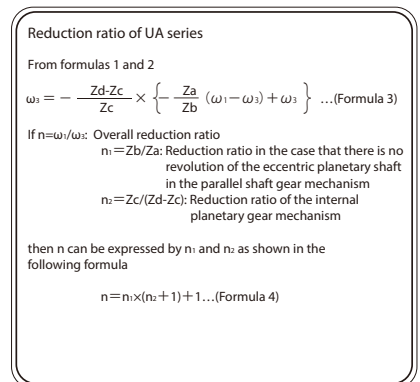 Reduction ratio of UA series
From formulas 1 and 2
ω₃ = − (Zd-Zc)/Zc × { − Za/Zb (ω₁−ω₃)+ω₃ } …(Formula 3)
If n=ω₁/ω₃: Overall reduction ratio
n₁=Zb/Za: Reduction ratio in the case that there is no
revolution of the eccentric planetary shaft
in the parallel shaft gear mechanism
n₂=Zc/(Zd-Zc): Reduction ratio of the internal
planetary gear mechanism
then n can be expressed by n₁ and n₂ as shown in the
following formula
n=n₁×(n₂+1)+1…(Formula 4)